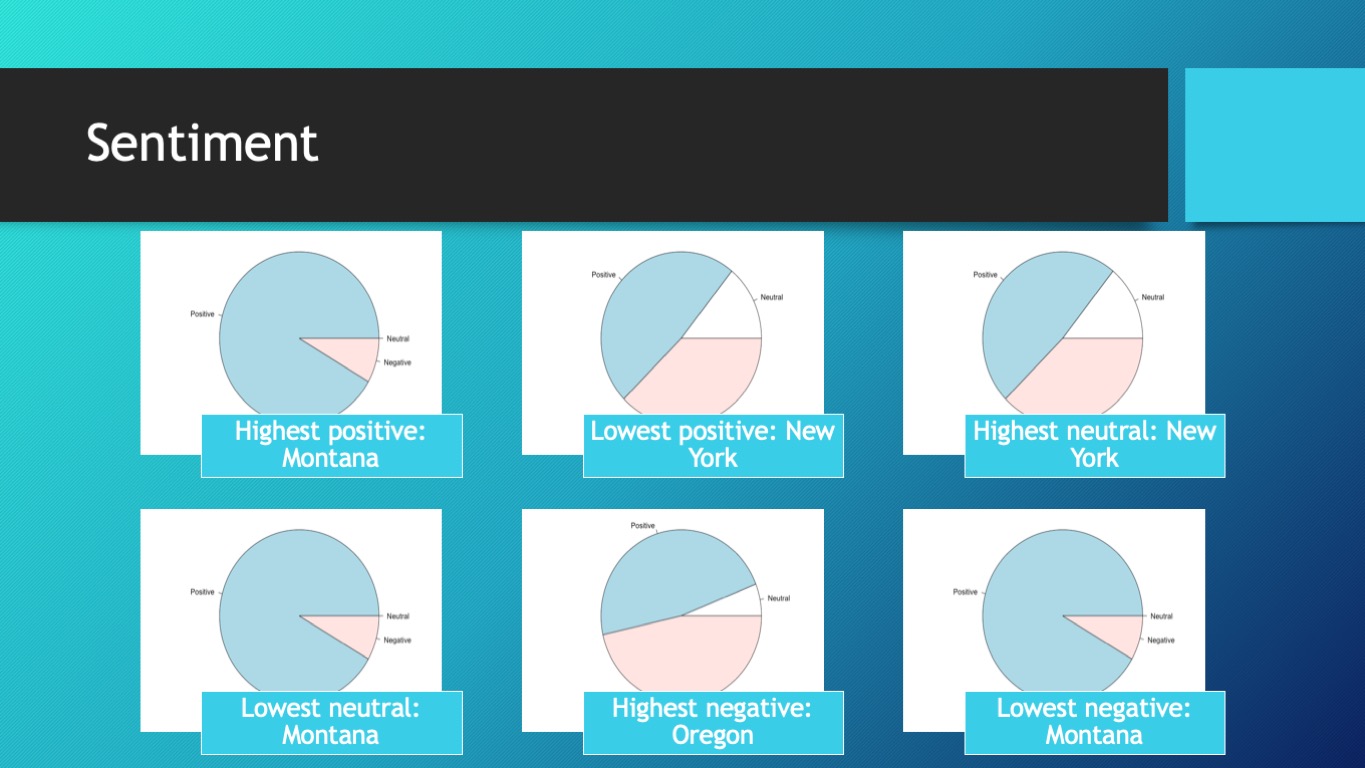 Sentiment
Positive
Neutral
Negative
Highest positive:
Montana
Positive
Neutral
Lowest positive: New
York
Positive
Neutral
Highest neutral: New
York
Positive
Neutral
Negative
Lowest neutral:
Montana
Positive
Neutral
Highest negative:
Oregon
Positive
Neutral
Negative
Lowest negative:
Montana